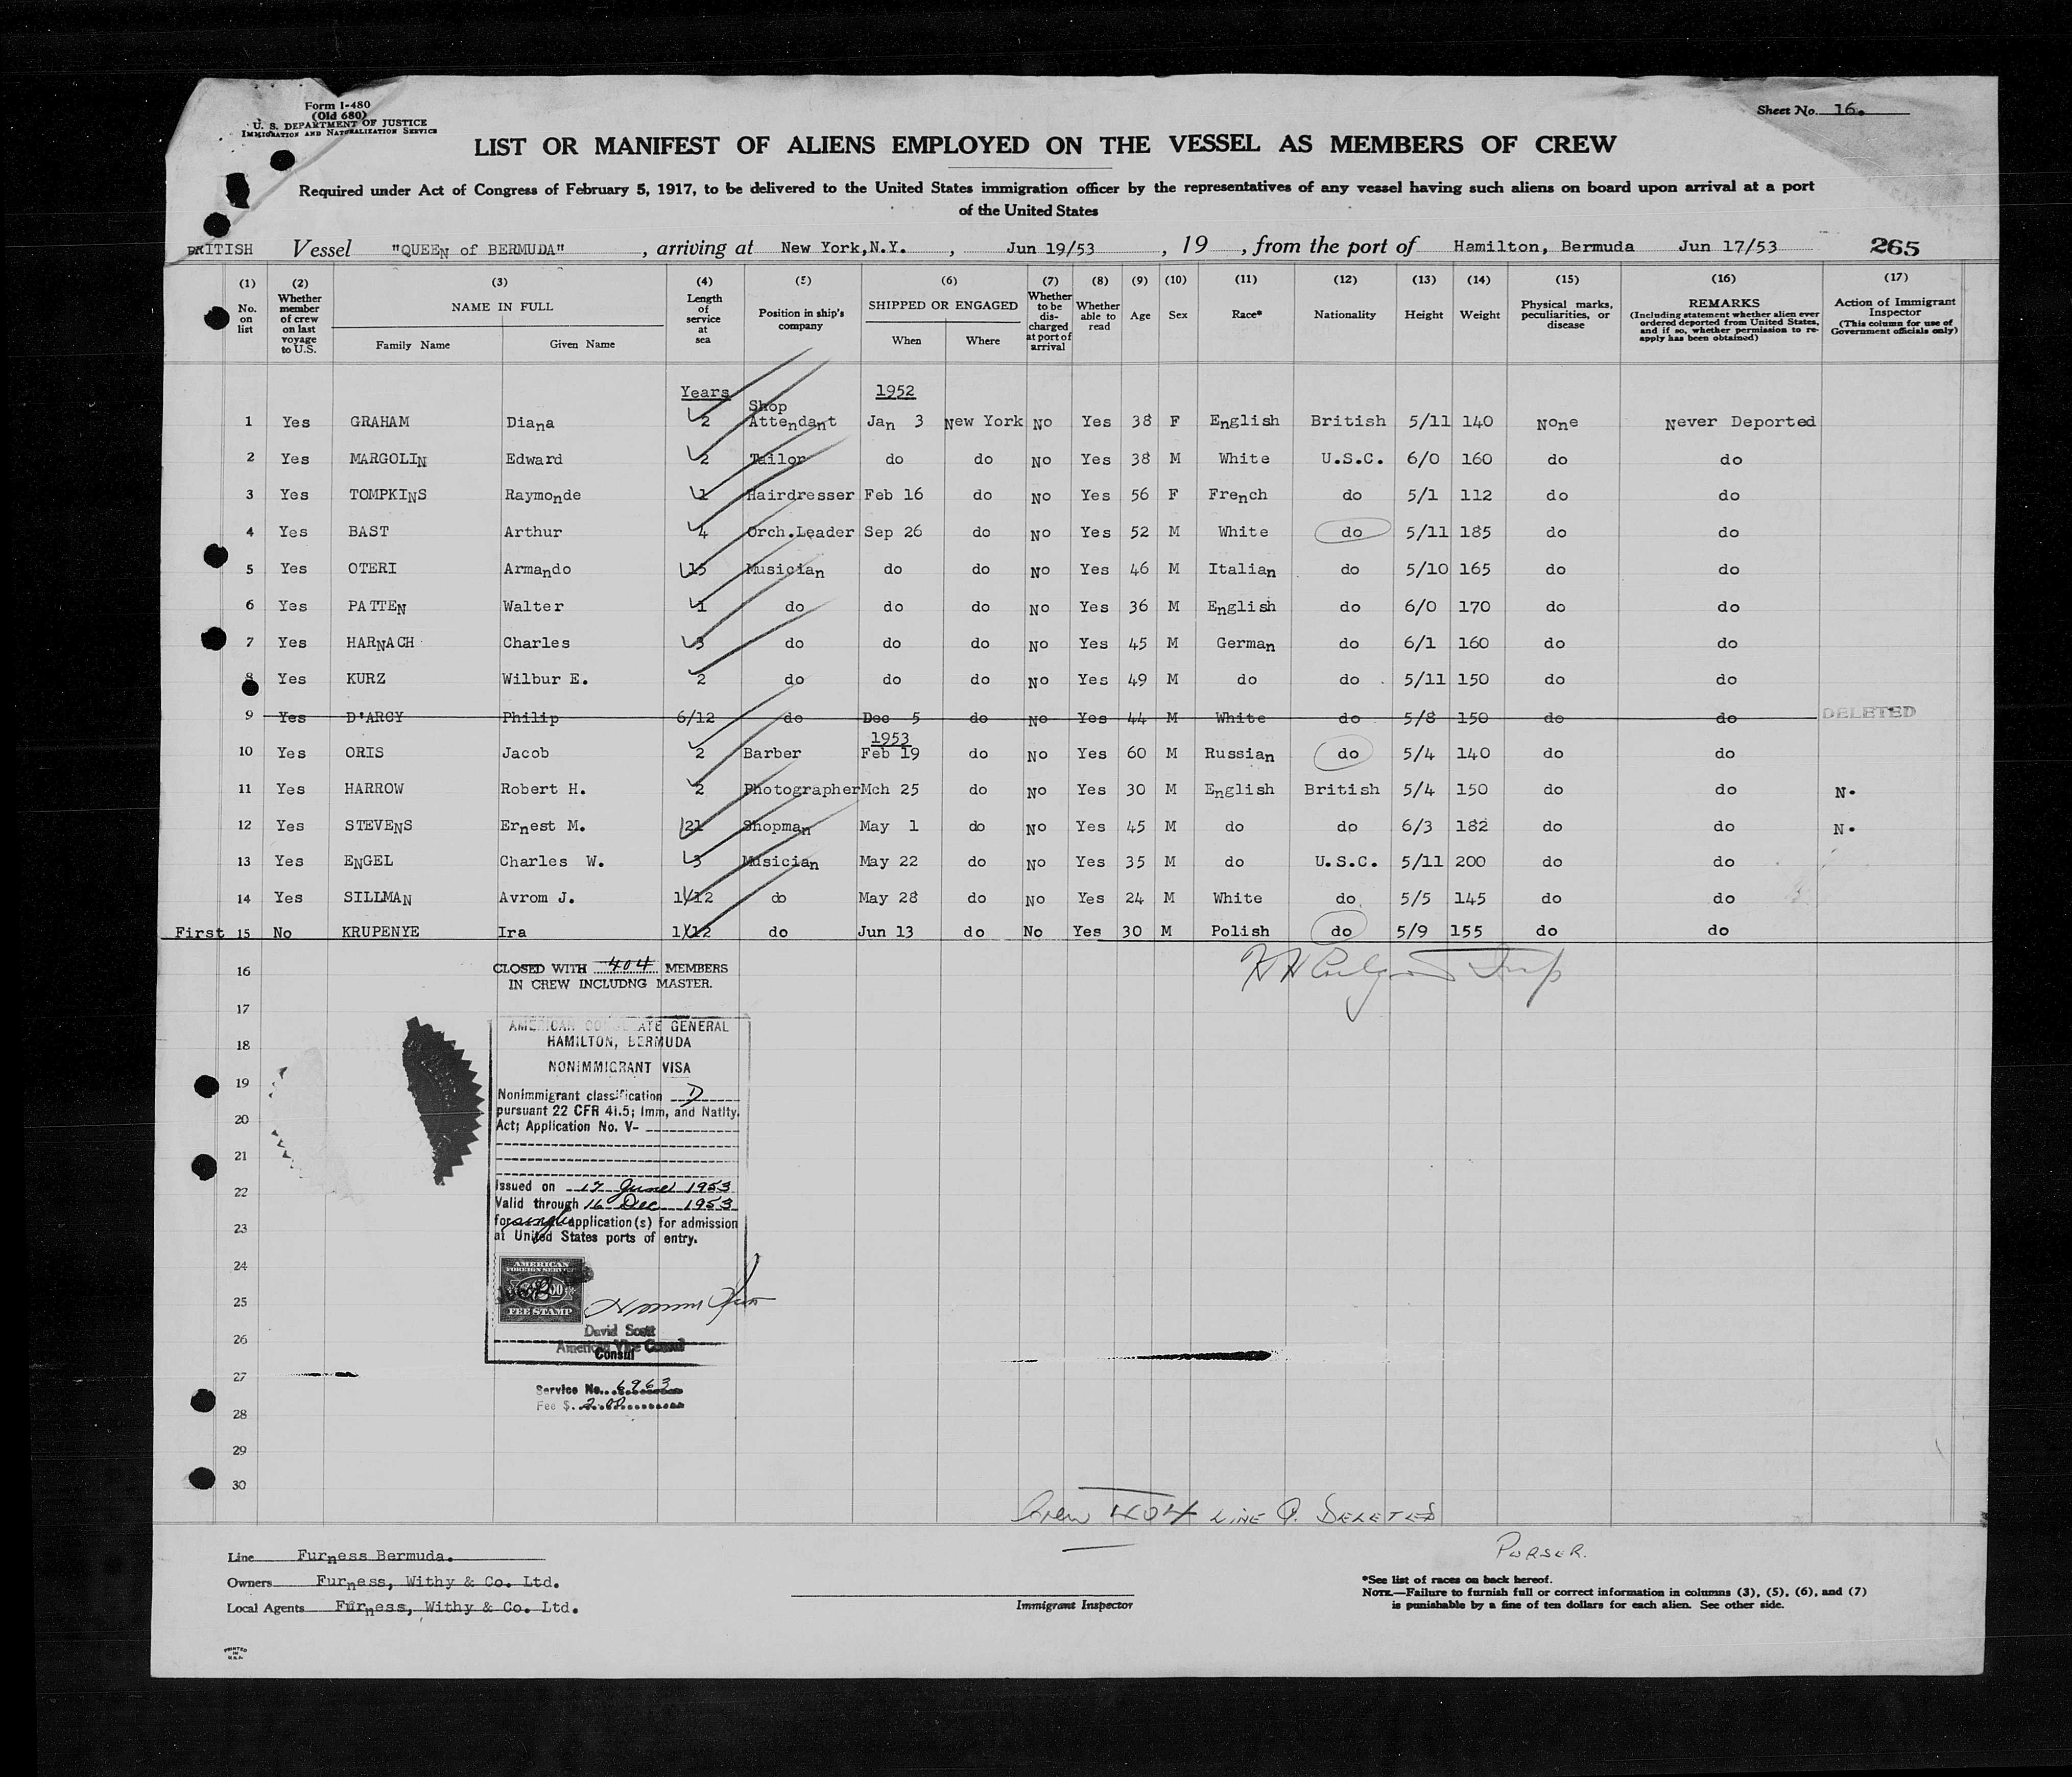 Form I-480
(Old 680)
U. S. DEPARTMENT OF JUSTICE
IMMIGRATION AND NATURALIZATION SERVICE
Sheet No. 16.
LIST OR MANIFEST OF ALIENS EMPLOYED ON THE VESSEL AS MEMBERS OF CREW
Required under Act of Congress of February 5, 1917, to be delivered to the United States immigration officer by the representatives of any vessel having such aliens on board upon arrival at a port
of the United States
BRITISH Vessel "QUEEN of BERMUDA", arriving at New York,N.Y., Jun 19/53, 19 , from the port of Hamilton, Bermuda Jun 17/53 265
(1) No. on list
(2) Whether member of crew on last voyage to U.S.
(3) NAME IN FULL
Family Name Given Name
(4) Length of service at sea
(5) Position in ship's company
(6) SHIPPED OR ENGAGED
When Where
(7) Whether to be discharged at port of arrival
(8) Whether able to read
(9) Age
(10) Sex
(11) Race*
(12) Nationality
(13) Height
(14) Weight
(15) Physical marks, peculiarities, or disease
(16) REMARKS
(Including statement whether alien ever ordered deported from United States, and if so, whether permission to reapply has been obtained)
(17) Action of Immigrant Inspector
(This column for use of Government officials only)
Years 1952
1 Yes GRAHAM Diana 2 Shop Attendant Jan 3 New York No Yes 38 F English British 5/11 140 None Never Deported
2 Yes MARGOLIN Edward 2 Tailor do do No Yes 38 M White U.S.C. 6/0 160 do do
3 Yes TOMPKINS Raymonde 1 Hairdresser Feb 16 do No Yes 56 F French do 5/1 112 do do
4 Yes BAST Arthur 4 Orch.Leader Sep 26 do No Yes 52 M White do 5/11 185 do do
5 Yes OTERI Armando 15 Musician do do No Yes 46 M Italian do 5/10 165 do do
6 Yes PATTEN Walter 1 do do do No Yes 36 M English do 6/0 170 do do
7 Yes HARNACH Charles 3 do do do No Yes 45 M German do 6/1 160 do do
8 Yes KURZ Wilbur E. 2 do do do No Yes 49 M do do 5/11 150 do do
9 Yes D'ARCY Philip 6/12 do Dec 5 do No Yes 44 M White do 5/8 150 do do DELETED
1953
10 Yes ORIS Jacob 2 Barber Feb 19 do No Yes 60 M Russian do 5/4 140 do do
11 Yes HARROW Robert H. 2 Photographer Mch 25 do No Yes 30 M English British 5/4 150 do do N.
12 Yes STEVENS Ernest M. 21 Shopman May 1 do No Yes 45 M do do 6/3 182 do do N.
13 Yes ENGEL Charles W. 3 Musician May 22 do No Yes 35 M do U.S.C. 5/11 200 do do
14 Yes SILLMAN Avrom J. 1/12 do May 28 do No Yes 24 M White do 5/5 145 do do
First 15 No KRUPENYE Ira 1/12 do Jun 13 do No Yes 30 M Polish do 5/9 155 do do
16
CLOSED WITH 404 MEMBERS
IN CREW INCLUDNG MASTER.
17
AMERICAN CONSULATE GENERAL
HAMILTON, BERMUDA
18
NONIMMIGRANT VISA
19
Nonimmigrant classification D
pursuant 22 CFR 41.5; Imm, and Natlty.
20
Act; Application No. V-
21
22
Issued on 17 June 1953
Valid through 16 Dec 1953
23
for single application(s) for admission
at United States ports of entry.
24
AMERICAN
FOREIGN SERVICE
25
FEE STAMP
David Scott
26
American Vice Consul
Consul
27
Service No. 6963
Fee $. 2.00
28
29
30
Crew 404 LINE 9. DELETED
PURSER.
Line Furness Bermuda.
Owners Furness, Withy & Co. Ltd.
Local Agents Furness, Withy & Co. Ltd.
Immigrant Inspector
*See list of races on back hereof.
NOTE.—Failure to furnish full or correct information in columns (3), (5), (6), and (7)
is punishable by a fine of ten dollars for each alien. See other side.
PRINTED
IN
U.S.A.